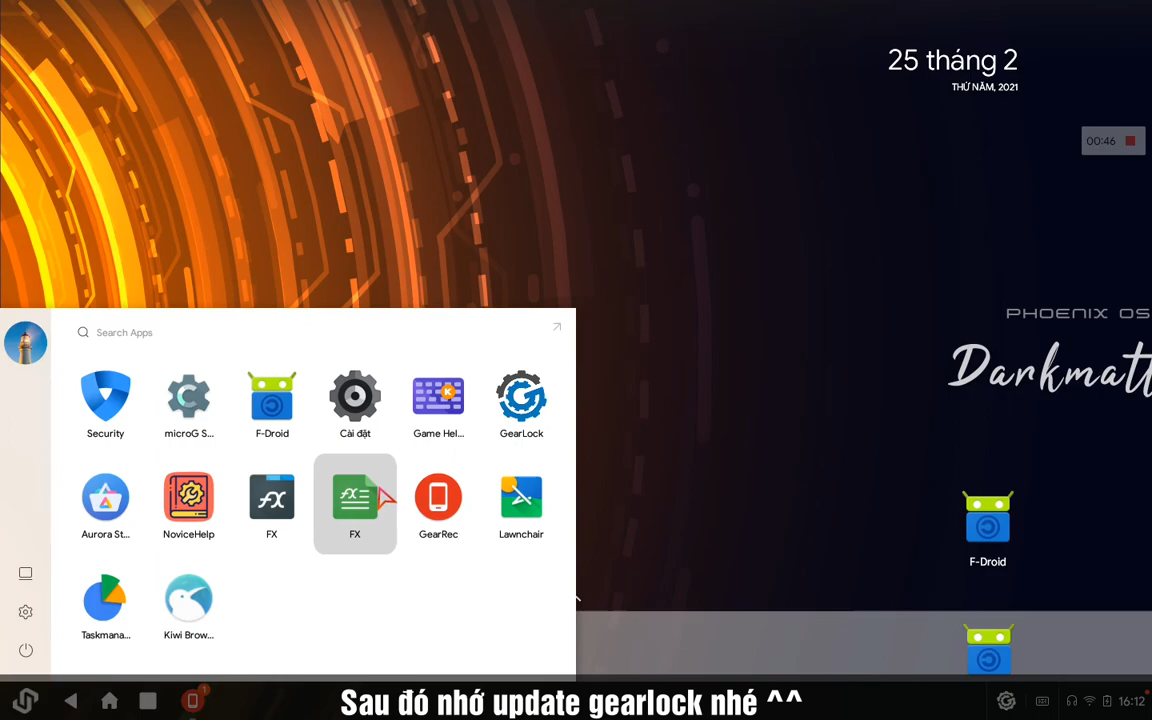 25 tháng 2
THỨ NĂM, 2021
00:46
PHOENIX OS
Darkmatt
Search Apps
Security
microG S...
F-Droid
Cài đặt
Game Hel...
GearLock
Aurora St...
NoviceHelp
FX
FX
GearRec
Lawnchair
F-Droid
Taskmana...
Kiwi Brow...
1
Sau đó nhớ update gearlock nhé ^^
16:12